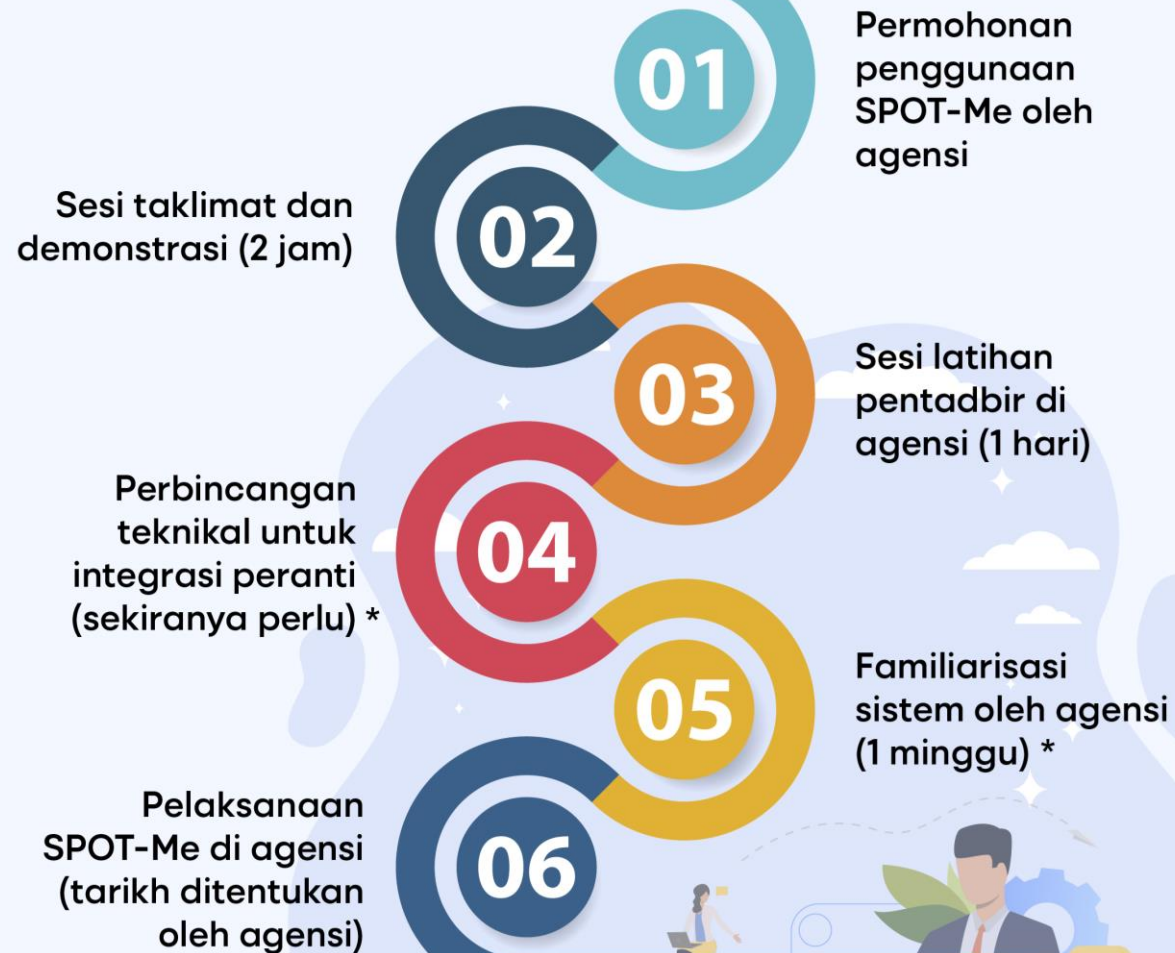 01
Permohonan
penggunaan
SPOT-Me oleh
agensi
Sesi taklimat dan
demonstrasi (2 jam)
02
03
Sesi latihan
pentadbir di
agensi (1 hari)
Perbincangan
teknikal untuk
integrasi peranti
(sekiranya perlu) *
04
05
Familiarisasi
sistem oleh agensi
(1 minggu) *
Pelaksanaan
SPOT-Me di agensi
(tarikh ditentukan
oleh agensi)
06